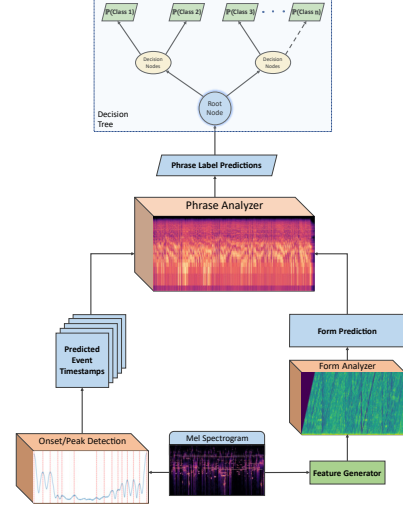 ℙ(Class 1)
ℙ(Class 2)
ℙ(Class 3)
· · ·
ℙ(Class n)
Decision
Nodes
Decision
Nodes
Root
Node
Decision
Tree
Phrase Label Predictions
Phrase Analyzer
Predicted
Event
Timestamps
Form Prediction
Form Analyzer
Onset/Peak Detection
Mel Spectrogram
Feature Generator